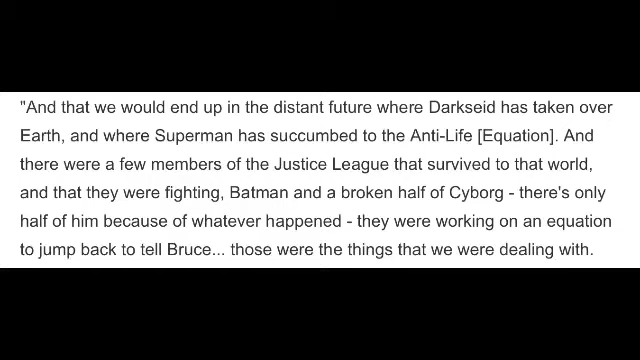 "And that we would end up in the distant future where Darkseid has taken over
Earth, and where Superman has succumbed to the Anti-Life [Equation]. And
there were a few members of the Justice League that survived to that world,
and that they were fighting, Batman and a broken half of Cyborg - there's only
half of him because of whatever happened - they were working on an equation
to jump back to tell Bruce... those were the things that we were dealing with.